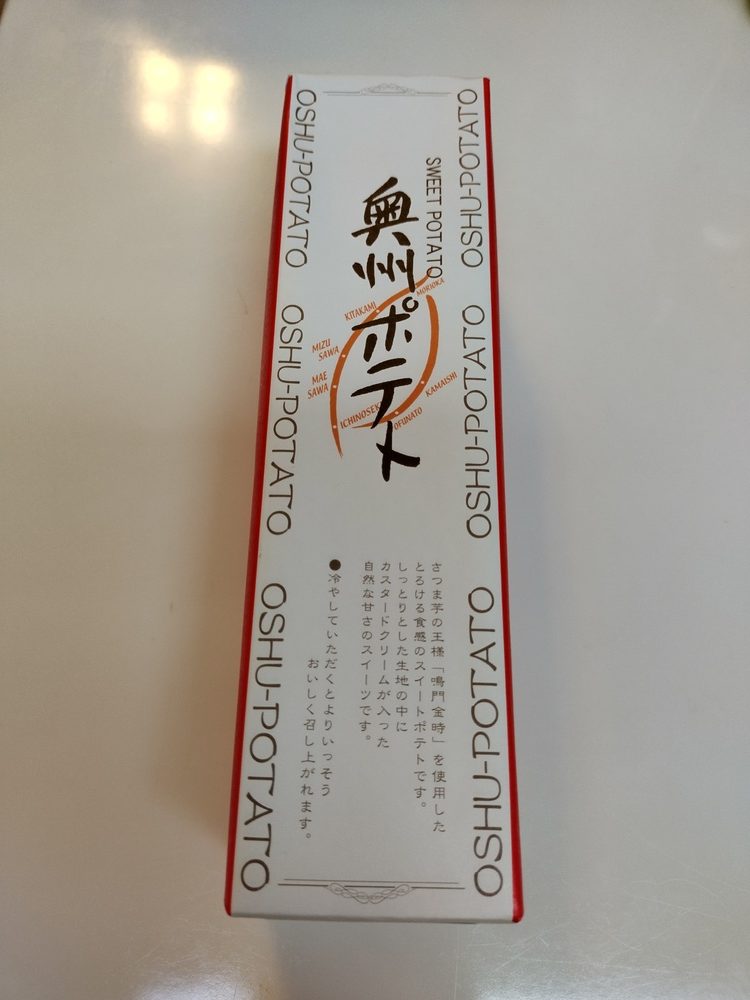 OSHU-POTATO
OSHU-POTATO
OSHU-POTATO
SWEET POTATO
奥州ポテト
MORIOKA
KITAKAMI
MIZU
SAWA
MAE
SAWA
ICHINOSEKI
OFUNATO
KAMAISHI
さつま芋の王様「鳴門金時」を使用した
とろける食感のスイートポテトです。
しっとりとした生地の中に
カスタードクリームが入った
自然な甘さのスイーツです。
●冷やしていただくとよりいっそう
おいしく召し上がれます。
OSHU-POTATO
OSHU-POTATO
OSHU-POTATO